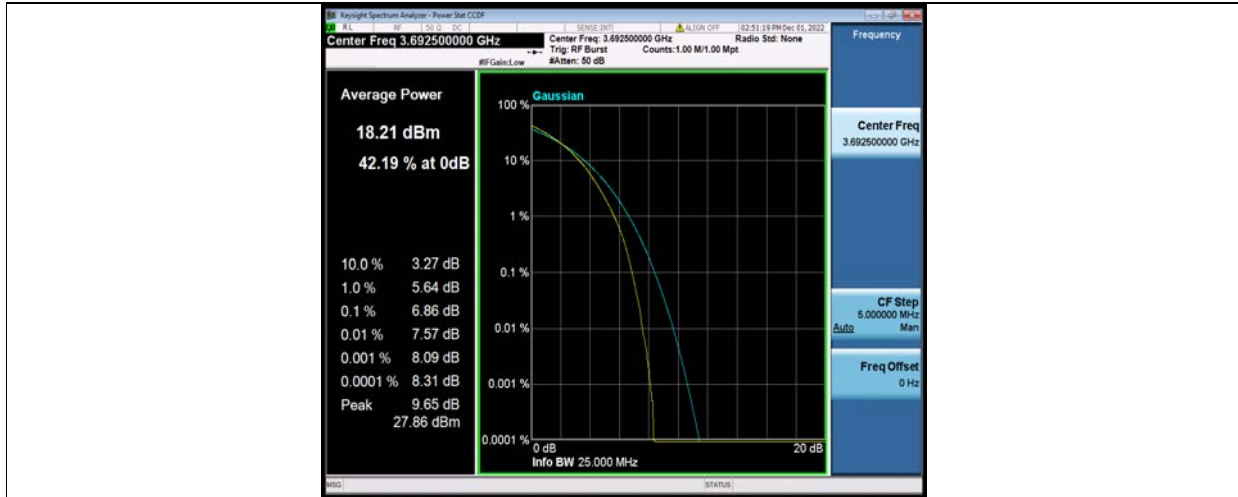 Keysight Spectrum Analyzer - Power Stat CCDF
RL RF 50 Ω DC SENSE:INT ALIGN OFF 02:51:19 PM Dec 01, 2022
Center Freq 3.692500000 GHz
Center Freq: 3.692500000 GHz Radio Std: None
Trig: RF Burst Counts:1.00 M/1.00 Mpt
#IFGain:Low #Atten: 50 dB
Frequency
Average Power
18.21 dBm
42.19 % at 0dB
10.0 % 3.27 dB
1.0 % 5.64 dB
0.1 % 6.86 dB
0.01 % 7.57 dB
0.001 % 8.09 dB
0.0001 % 8.31 dB
Peak 9.65 dB
27.86 dBm
Gaussian
100 %
10 %
1 %
0.1 %
0.01 %
0.001 %
0.0001 %
0 dB 20 dB
Info BW 25.000 MHz
Center Freq
3.692500000 GHz
CF Step
5.000000 MHz
Auto Man
Freq Offset
0 Hz
MSG STATUS